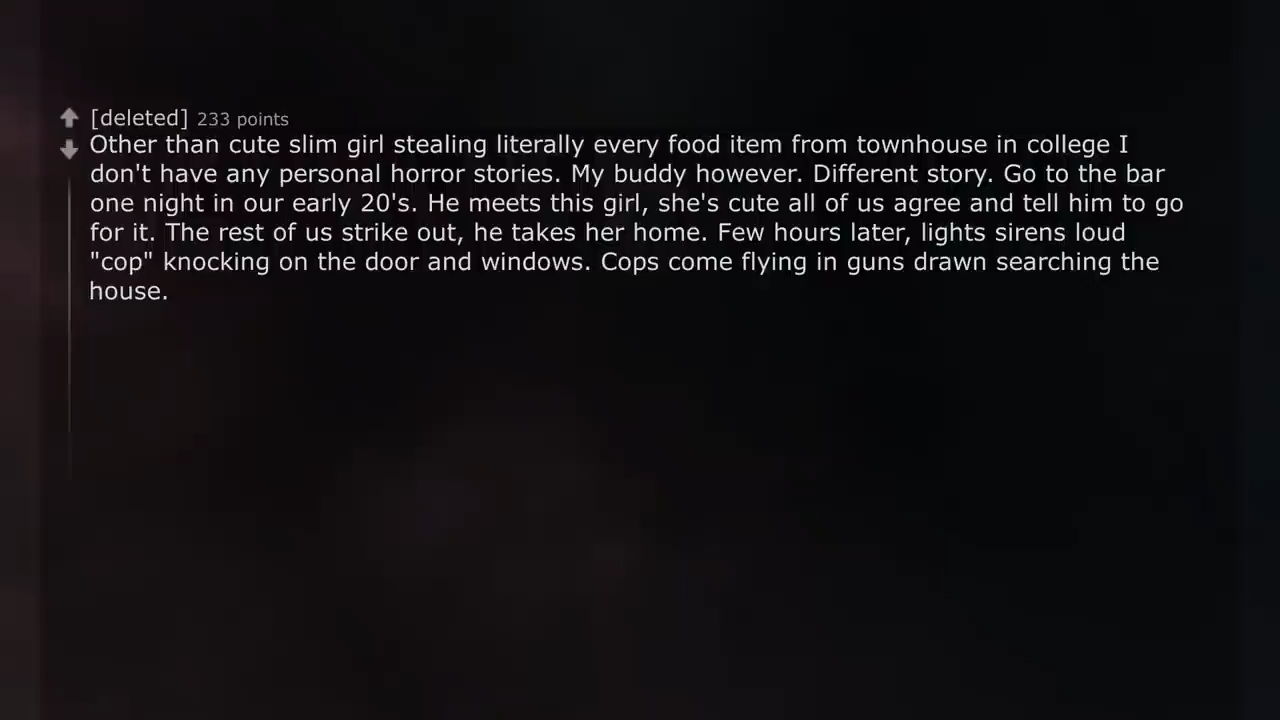 [deleted] 233 points
Other than cute slim girl stealing literally every food item from townhouse in college I
don't have any personal horror stories. My buddy however. Different story. Go to the bar
one night in our early 20's. He meets this girl, she's cute all of us agree and tell him to go
for it. The rest of us strike out, he takes her home. Few hours later, lights sirens loud
"cop" knocking on the door and windows. Cops come flying in guns drawn searching the
house.